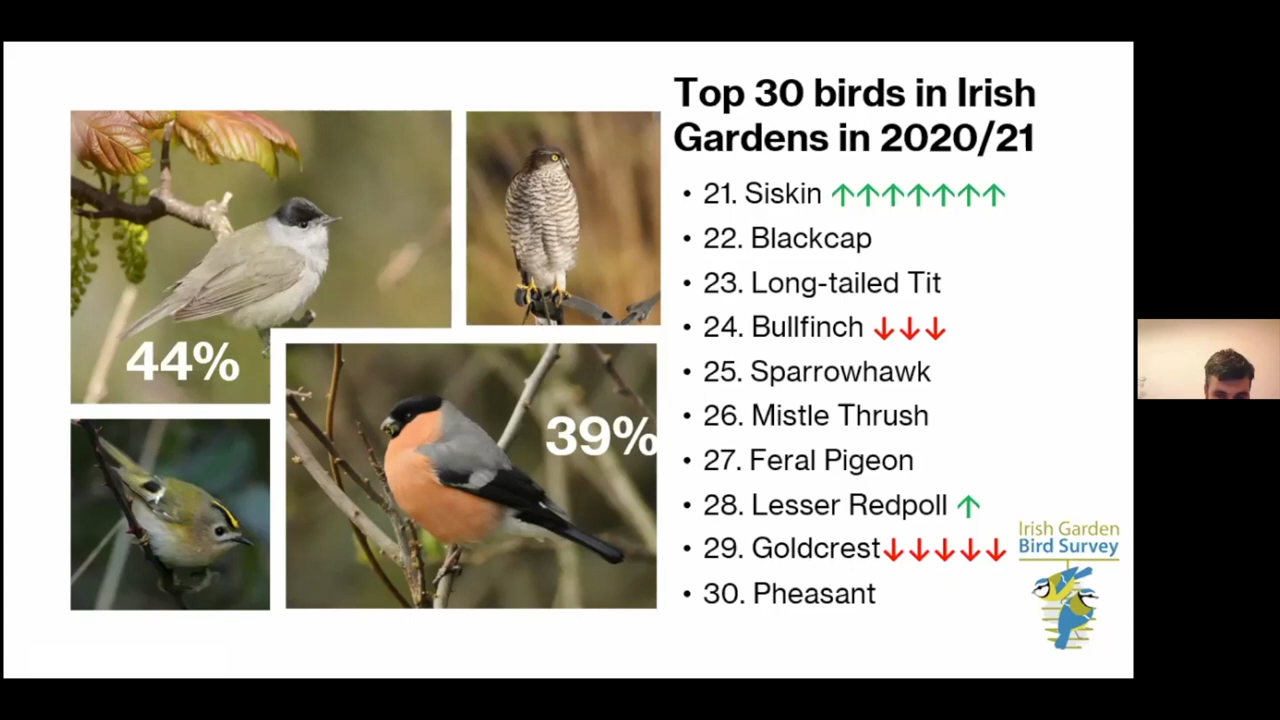 Top 30 birds in Irish
Gardens in 2020/21
• 21. Siskin ↑↑↑↑↑↑↑
• 22. Blackcap
• 23. Long-tailed Tit
• 24. Bullfinch ↓↓↓
• 25. Sparrowhawk
• 26. Mistle Thrush
• 27. Feral Pigeon
• 28. Lesser Redpoll ↑
• 29. Goldcrest↓↓↓↓↓
• 30. Pheasant
44%
39%
Irish Garden
Bird Survey